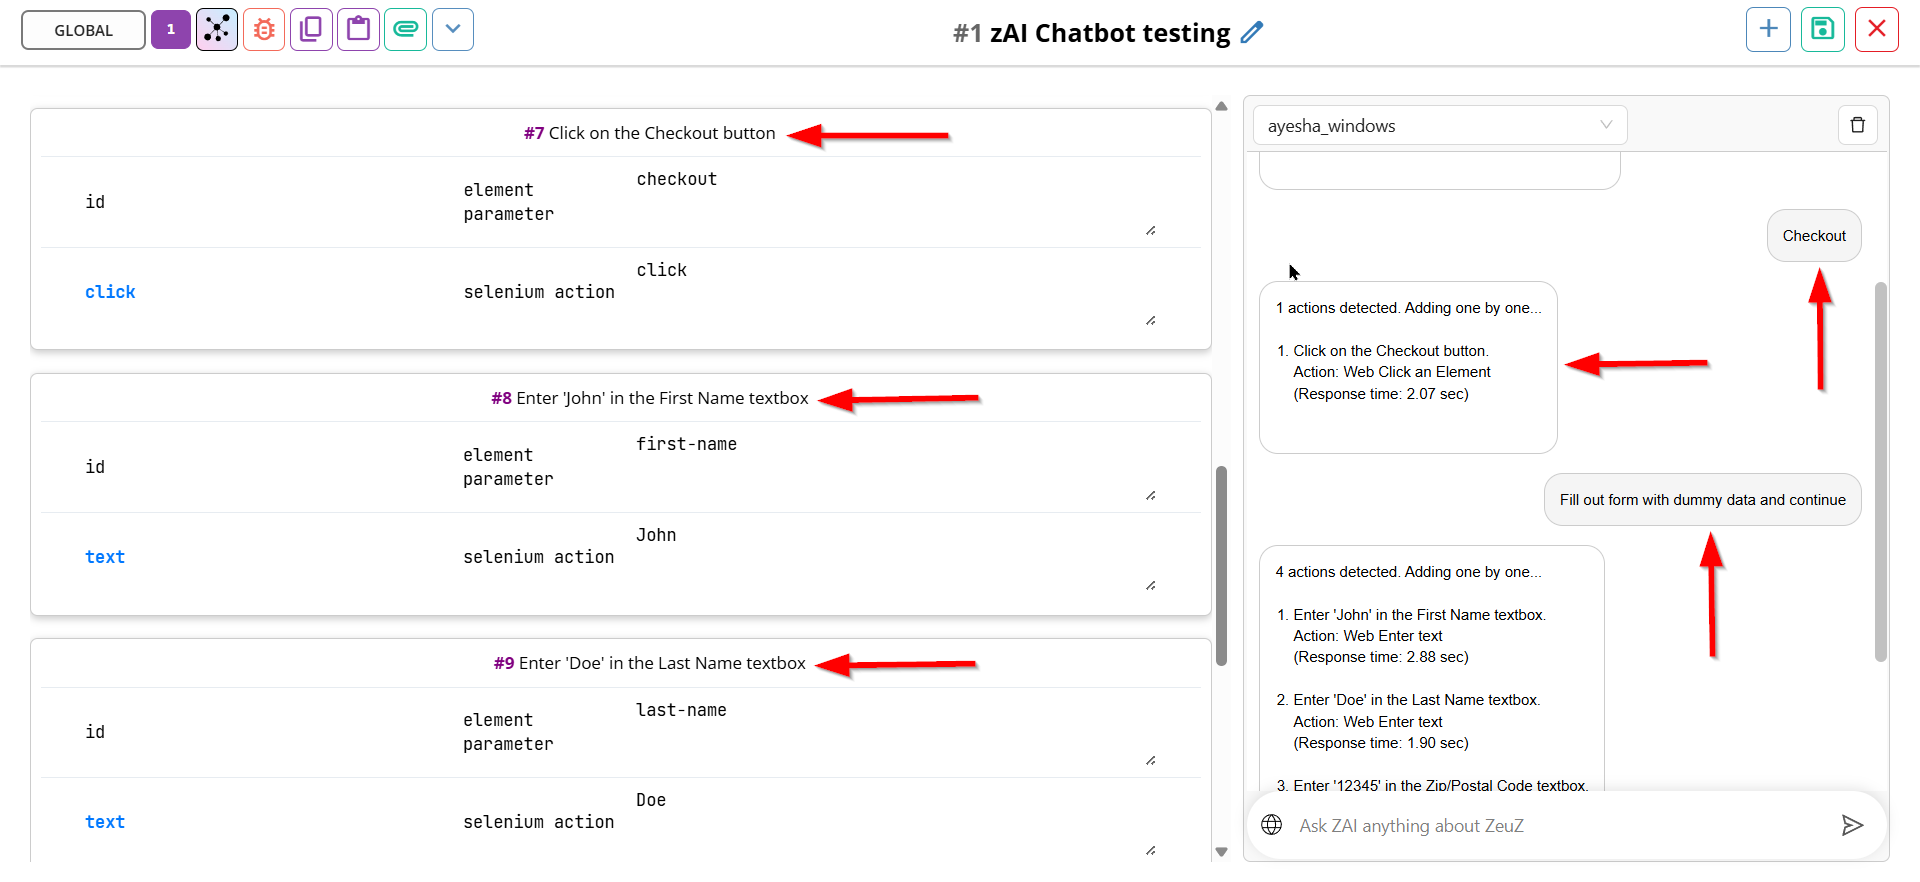 GLOBAL
1
#1 zAI Chatbot testing
#7 Click on the Checkout button
id
element
parameter
checkout
click
selenium action
click
#8 Enter 'John' in the First Name textbox
id
element
parameter
first-name
text
selenium action
John
#9 Enter 'Doe' in the Last Name textbox
id
element
parameter
last-name
text
selenium action
Doe
ayesha_windows
Checkout
1 actions detected. Adding one by one...
1. Click on the Checkout button.
Action: Web Click an Element
(Response time: 2.07 sec)
Fill out form with dummy data and continue
4 actions detected. Adding one by one...
1. Enter 'John' in the First Name textbox.
Action: Web Enter text
(Response time: 2.88 sec)
2. Enter 'Doe' in the Last Name textbox.
Action: Web Enter text
(Response time: 1.90 sec)
3. Enter '12345' in the Zip/Postal Code textbox.
Ask ZAI anything about ZeuZ